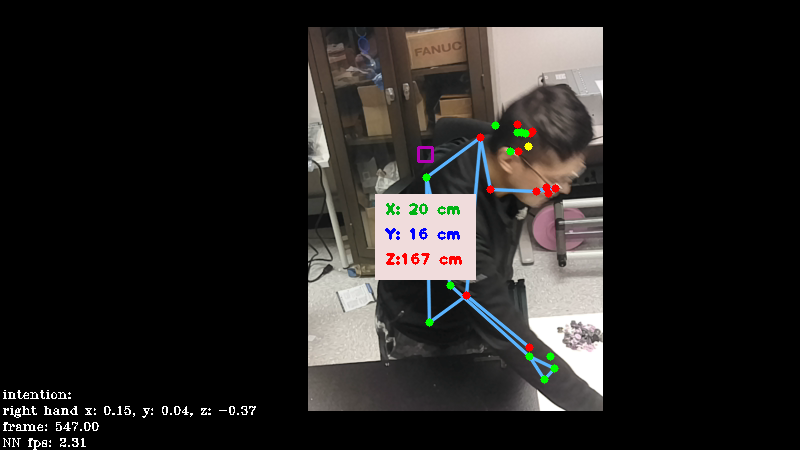 FANUC
X: 20 cm
Y: 16 cm
Z:167 cm
intention:
right hand x: 0.15, y: 0.04, z: -0.37
frame: 547.00
NN fps: 2.31